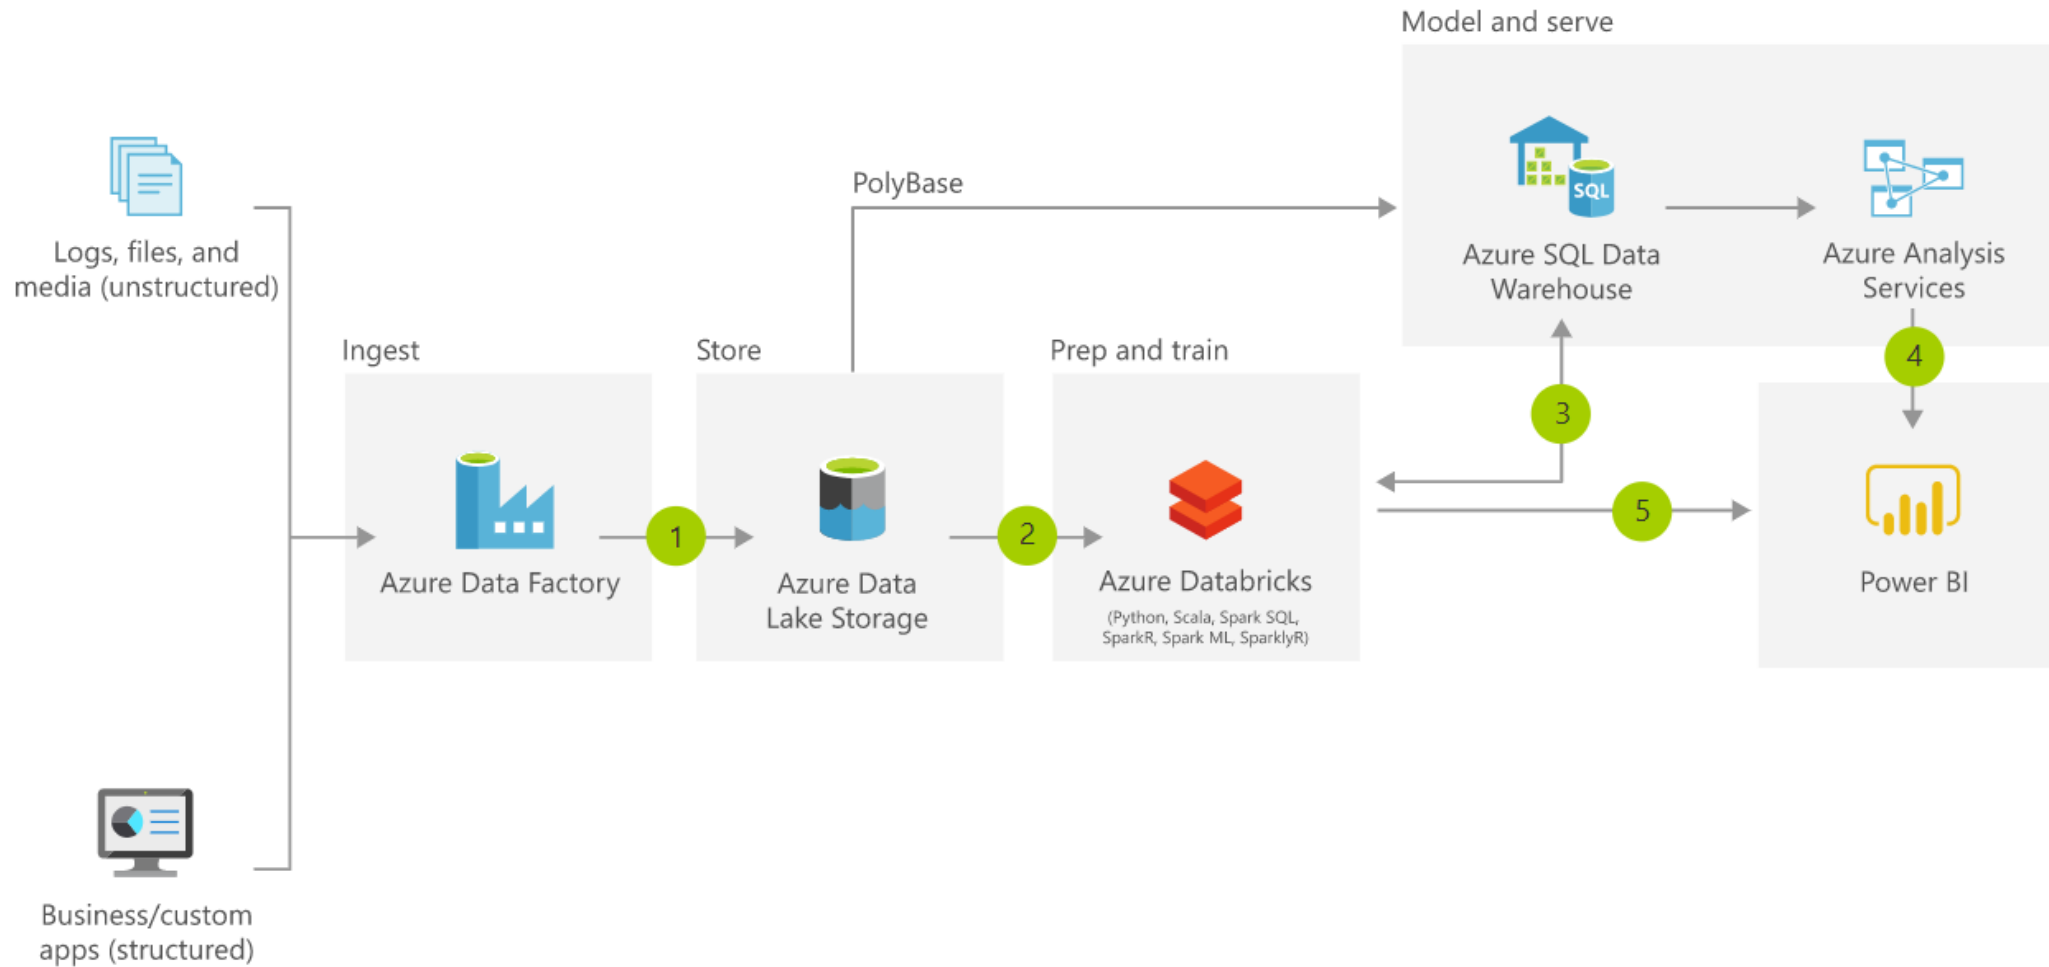 Model and serve
PolyBase
SQL
Logs, files, and
media (unstructured)
Azure SQL Data
Warehouse
Azure Analysis
Services
Ingest
Store
Prep and train
4
3
5
1
2
Azure Data Factory
Azure Data
Lake Storage
Azure Databricks
(Python, Scala, Spark SQL,
SparkR, Spark ML, SparklyR)
Power BI
Business/custom
apps (structured)